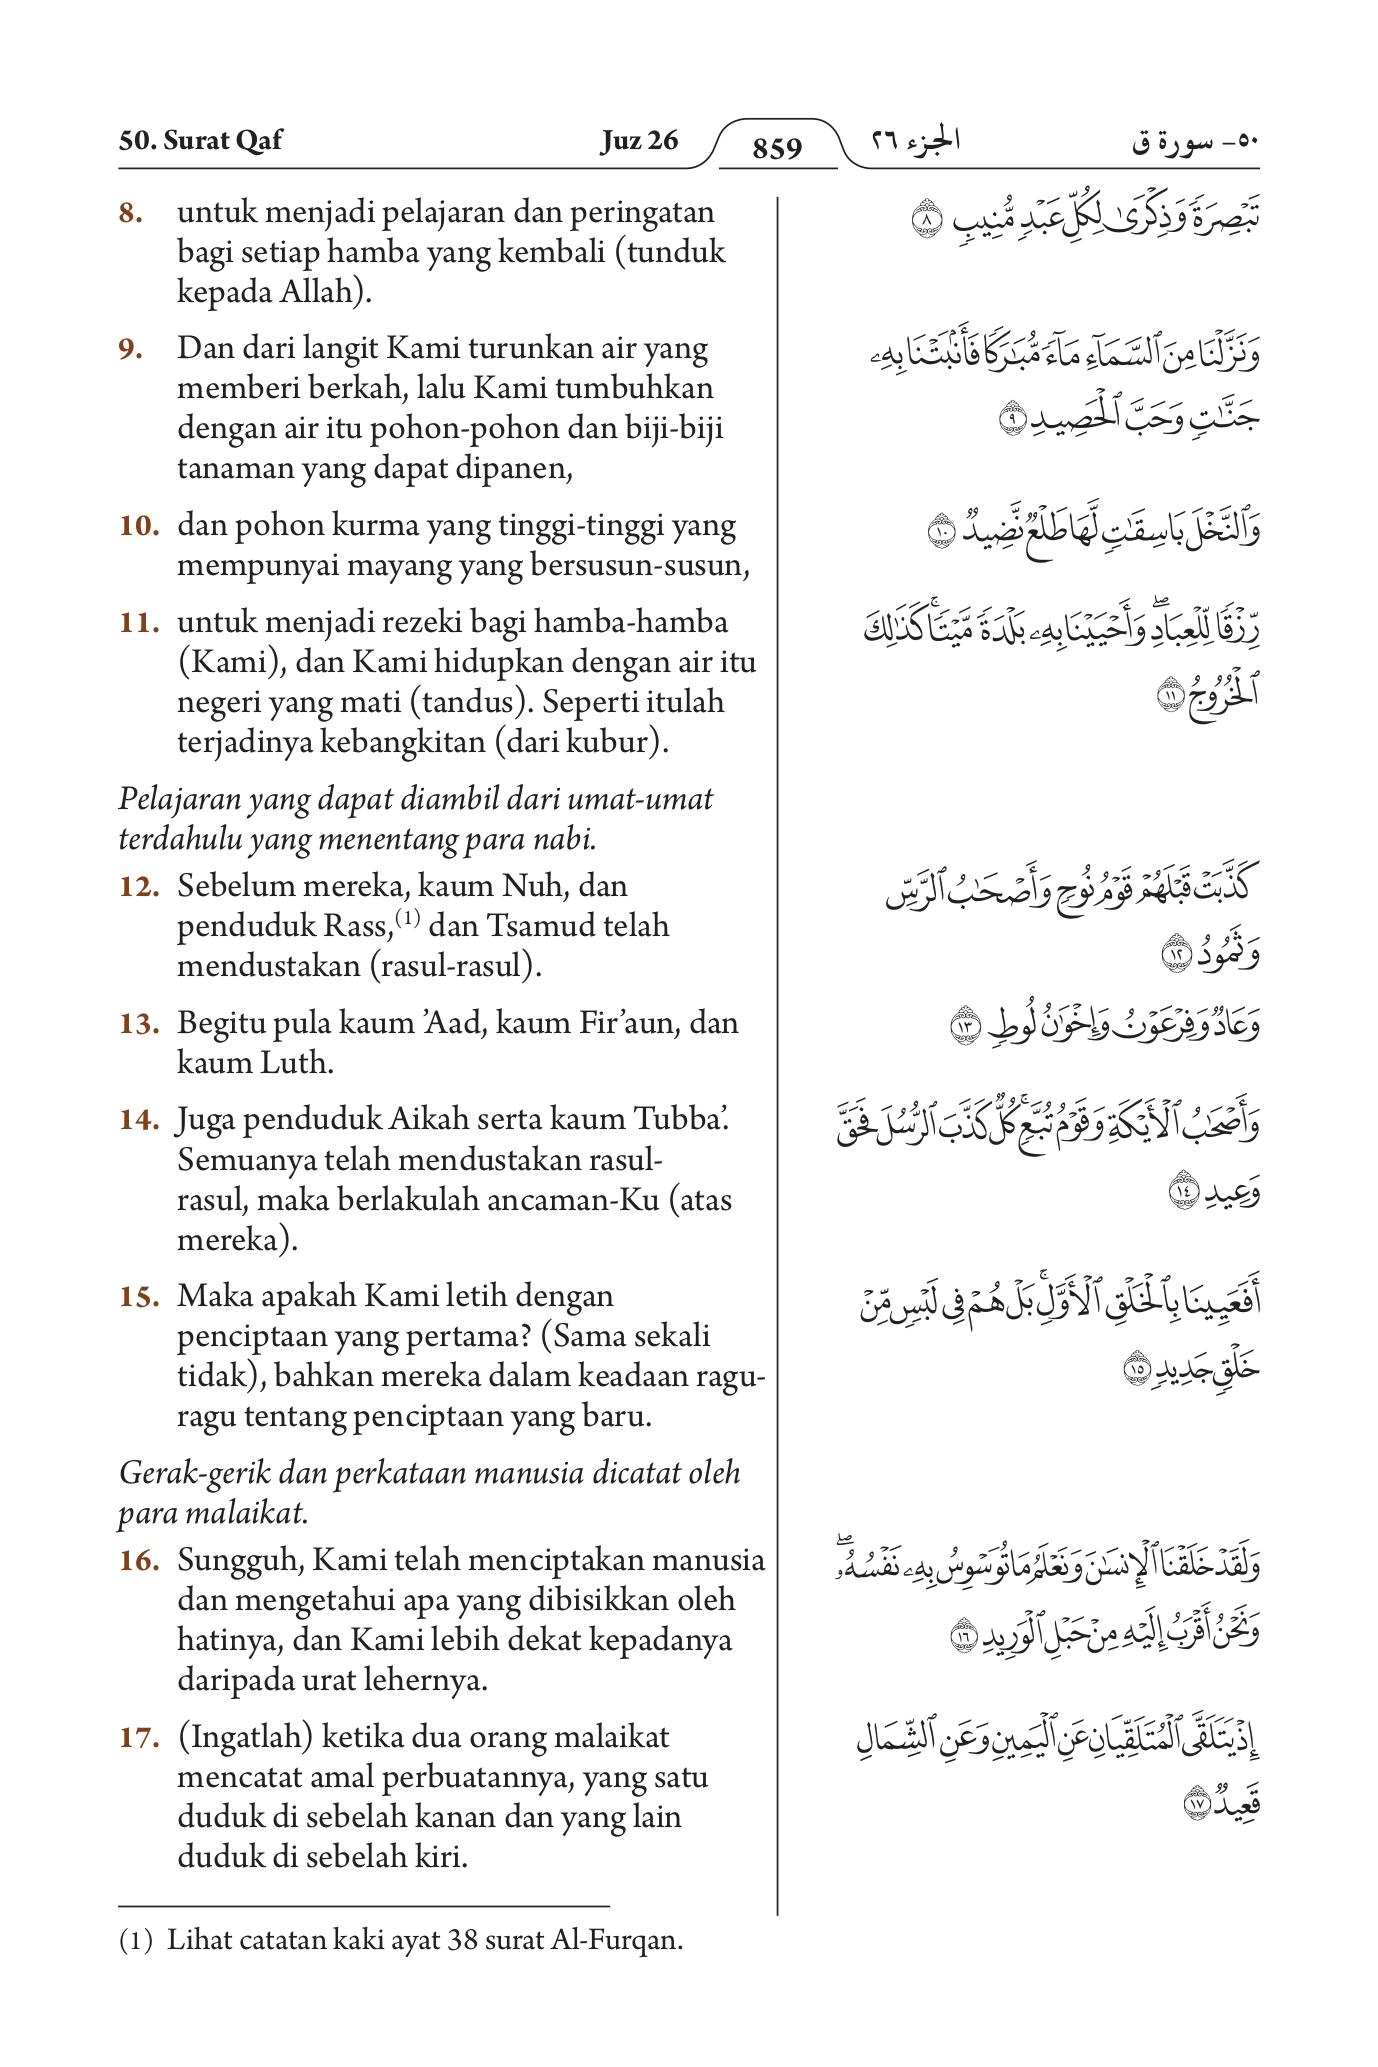 50. Surat Qaf
Juz 26
859
الجزء ٢٦
٥٠- سورة ق
8. untuk menjadi pelajaran dan peringatan
bagi setiap hamba yang kembali (tunduk
kepada Allah).
9. Dan dari langit Kami turunkan air yang
memberi berkah, lalu Kami tumbuhkan
dengan air itu pohon-pohon dan biji-biji
tanaman yang dapat dipanen,
10. dan pohon kurma yang tinggi-tinggi yang
mempunyai mayang yang bersusun-susun,
11. untuk menjadi rezeki bagi hamba-hamba
(Kami), dan Kami hidupkan dengan air itu
negeri yang mati (tandus). Seperti itulah
terjadinya kebangkitan (dari kubur).
Pelajaran yang dapat diambil dari umat-umat
terdahulu yang menentang para nabi.
12. Sebelum mereka, kaum Nuh, dan
penduduk Rass,(1) dan Tsamud telah
mendustakan (rasul-rasul).
13. Begitu pula kaum ’Aad, kaum Fir’aun, dan
kaum Luth.
14. Juga penduduk Aikah serta kaum Tubba’.
Semuanya telah mendustakan rasul-
rasul, maka berlakulah ancaman-Ku (atas
mereka).
15. Maka apakah Kami letih dengan
penciptaan yang pertama? (Sama sekali
tidak), bahkan mereka dalam keadaan ragu-
ragu tentang penciptaan yang baru.
Gerak-gerik dan perkataan manusia dicatat oleh
para malaikat.
16. Sungguh, Kami telah menciptakan manusia
dan mengetahui apa yang dibisikkan oleh
hatinya, dan Kami lebih dekat kepadanya
daripada urat lehernya.
17. (Ingatlah) ketika dua orang malaikat
mencatat amal perbuatannya, yang satu
duduk di sebelah kanan dan yang lain
duduk di sebelah kiri.
(1) Lihat catatan kaki ayat 38 surat Al-Furqan.
تَبۡصِرَةٗ وَذِكۡرَىٰ لِكُلِّ عَبۡدٖ مُّنِيبٖ ٨
وَنَزَّلۡنَا مِنَ ٱلسَّمَآءِ مَآءٗ مُّبَٰرَكٗا فَأَنۢبَتۡنَا بِهِۦ
جَنَّٰتٖ وَحَبَّ ٱلۡحَصِيدِ ٩
وَٱلنَّخۡلَ بَاسِقَٰتٖ لَّهَا طَلۡعٞ نَّضِيدٞ ١٠
رِّزۡقٗا لِّلۡعِبَادِۖ وَأَحۡيَيۡنَا بِهِۦ بَلۡدَةٗ مَّيۡتٗاۚ كَذَٰلِكَ
ٱلۡخُرُوجُ ١١
كَذَّبَتۡ قَبۡلَهُمۡ قَوۡمُ نُوحٖ وَأَصۡحَٰبُ ٱلرَّسِّ
وَثَمُودُ ١٢
وَعَادٞ وَفِرۡعَوۡنُ وَإِخۡوَٰنُ لُوطٖ ١٣
وَأَصۡحَٰبُ ٱلۡأَيۡكَةِ وَقَوۡمُ تُبَّعٖۚ كُلّٞ كَذَّبَ ٱلرُّسُلَ فَحَقَّ
وَعِيدِ ١٤
أَفَعَيِينَا بِٱلۡخَلۡقِ ٱلۡأَوَّلِۚ بَلۡ هُمۡ فِي لَبۡسٖ مِّنۡ
خَلۡقٖ جَدِيدٖ ١٥
وَلَقَدۡ خَلَقۡنَا ٱلۡإِنسَٰنَ وَنَعۡلَمُ مَا تُوَسۡوِسُ بِهِۦ نَفۡسُهُۥۖ
وَنَحۡنُ أَقۡرَبُ إِلَيۡهِ مِنۡ حَبۡلِ ٱلۡوَرِيدِ ١٦
إِذۡ يَتَلَقَّى ٱلۡمُتَلَقِّيَانِ عَنِ ٱلۡيَمِينِ وَعَنِ ٱلشِّمَالِ
قَعِيدٞ ١٧